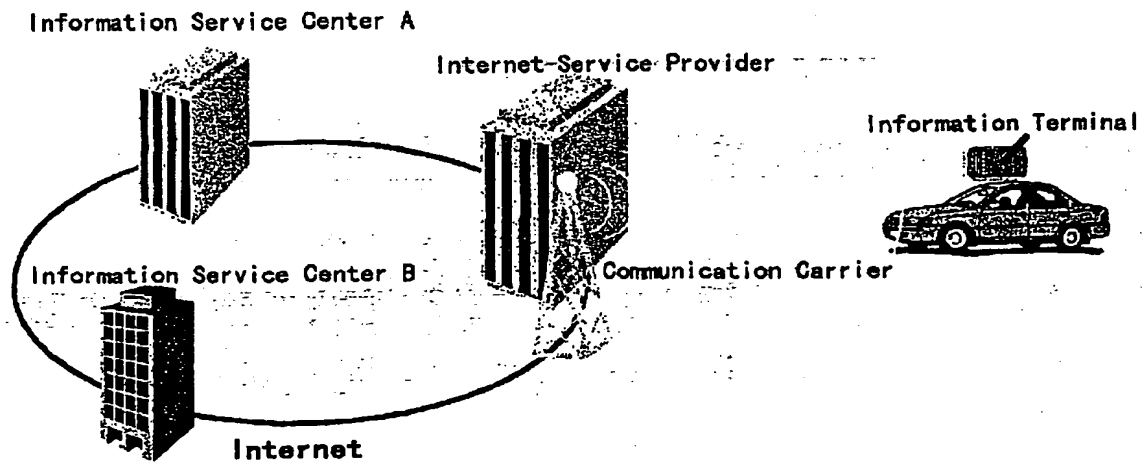 Information Service Center A
Internet-Service Provider
Information Terminal
Information Service Center B
Communication Carrier
Internet